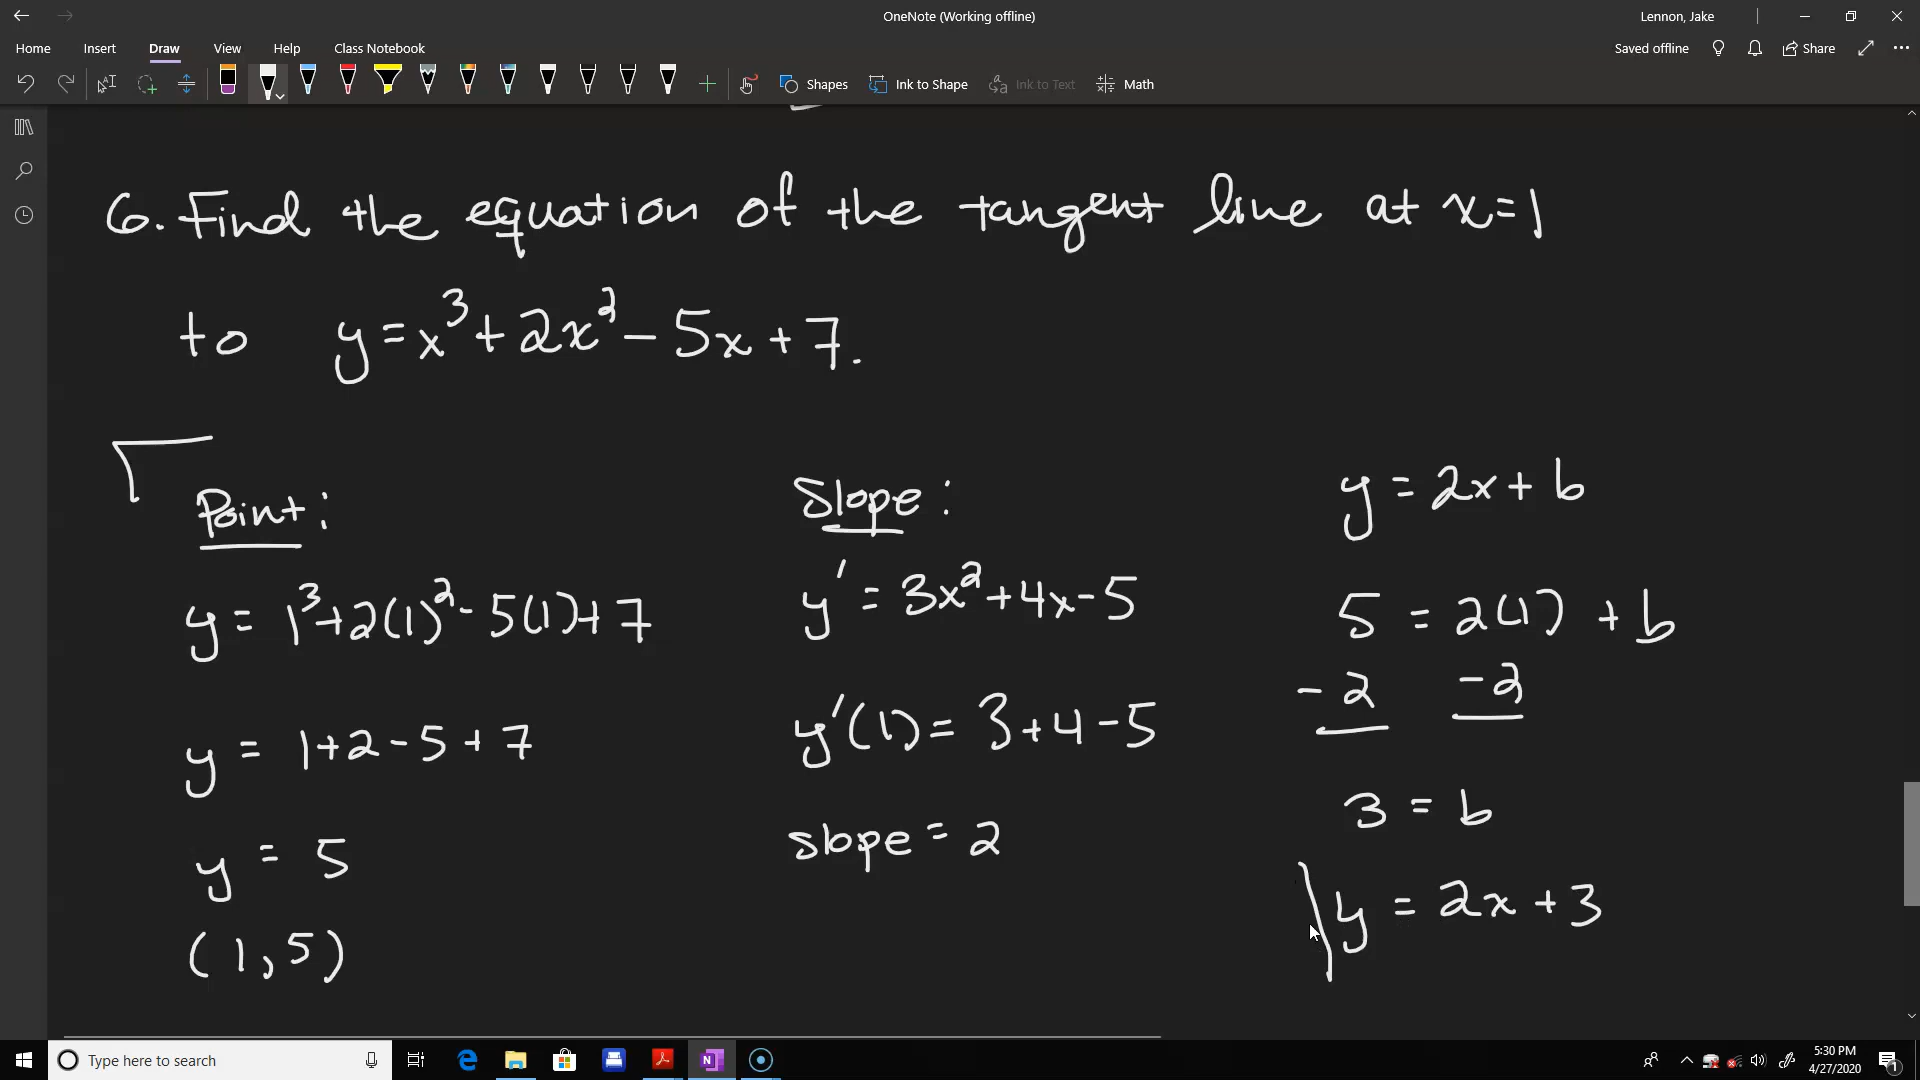 OneNote (Working offline)
Lennon, Jake
Home Insert Draw View Help Class Notebook
Saved offline Share
Shapes Ink to Shape Ink to Text Math
6. Find the equation of the tangent line at x=1
to y = x³ + 2x² - 5x + 7.
Point:
y = 1³ + 2(1)² - 5(1) + 7
y = 1 + 2 - 5 + 7
y = 5
(1, 5)
Slope:
y' = 3x² + 4x - 5
y'(1) = 3 + 4 - 5
slope = 2
y = 2x + b
5 = 2(1) + b
- 2 - 2
3 = b
y = 2x + 3
Type here to search
5:30 PM
4/27/2020
1